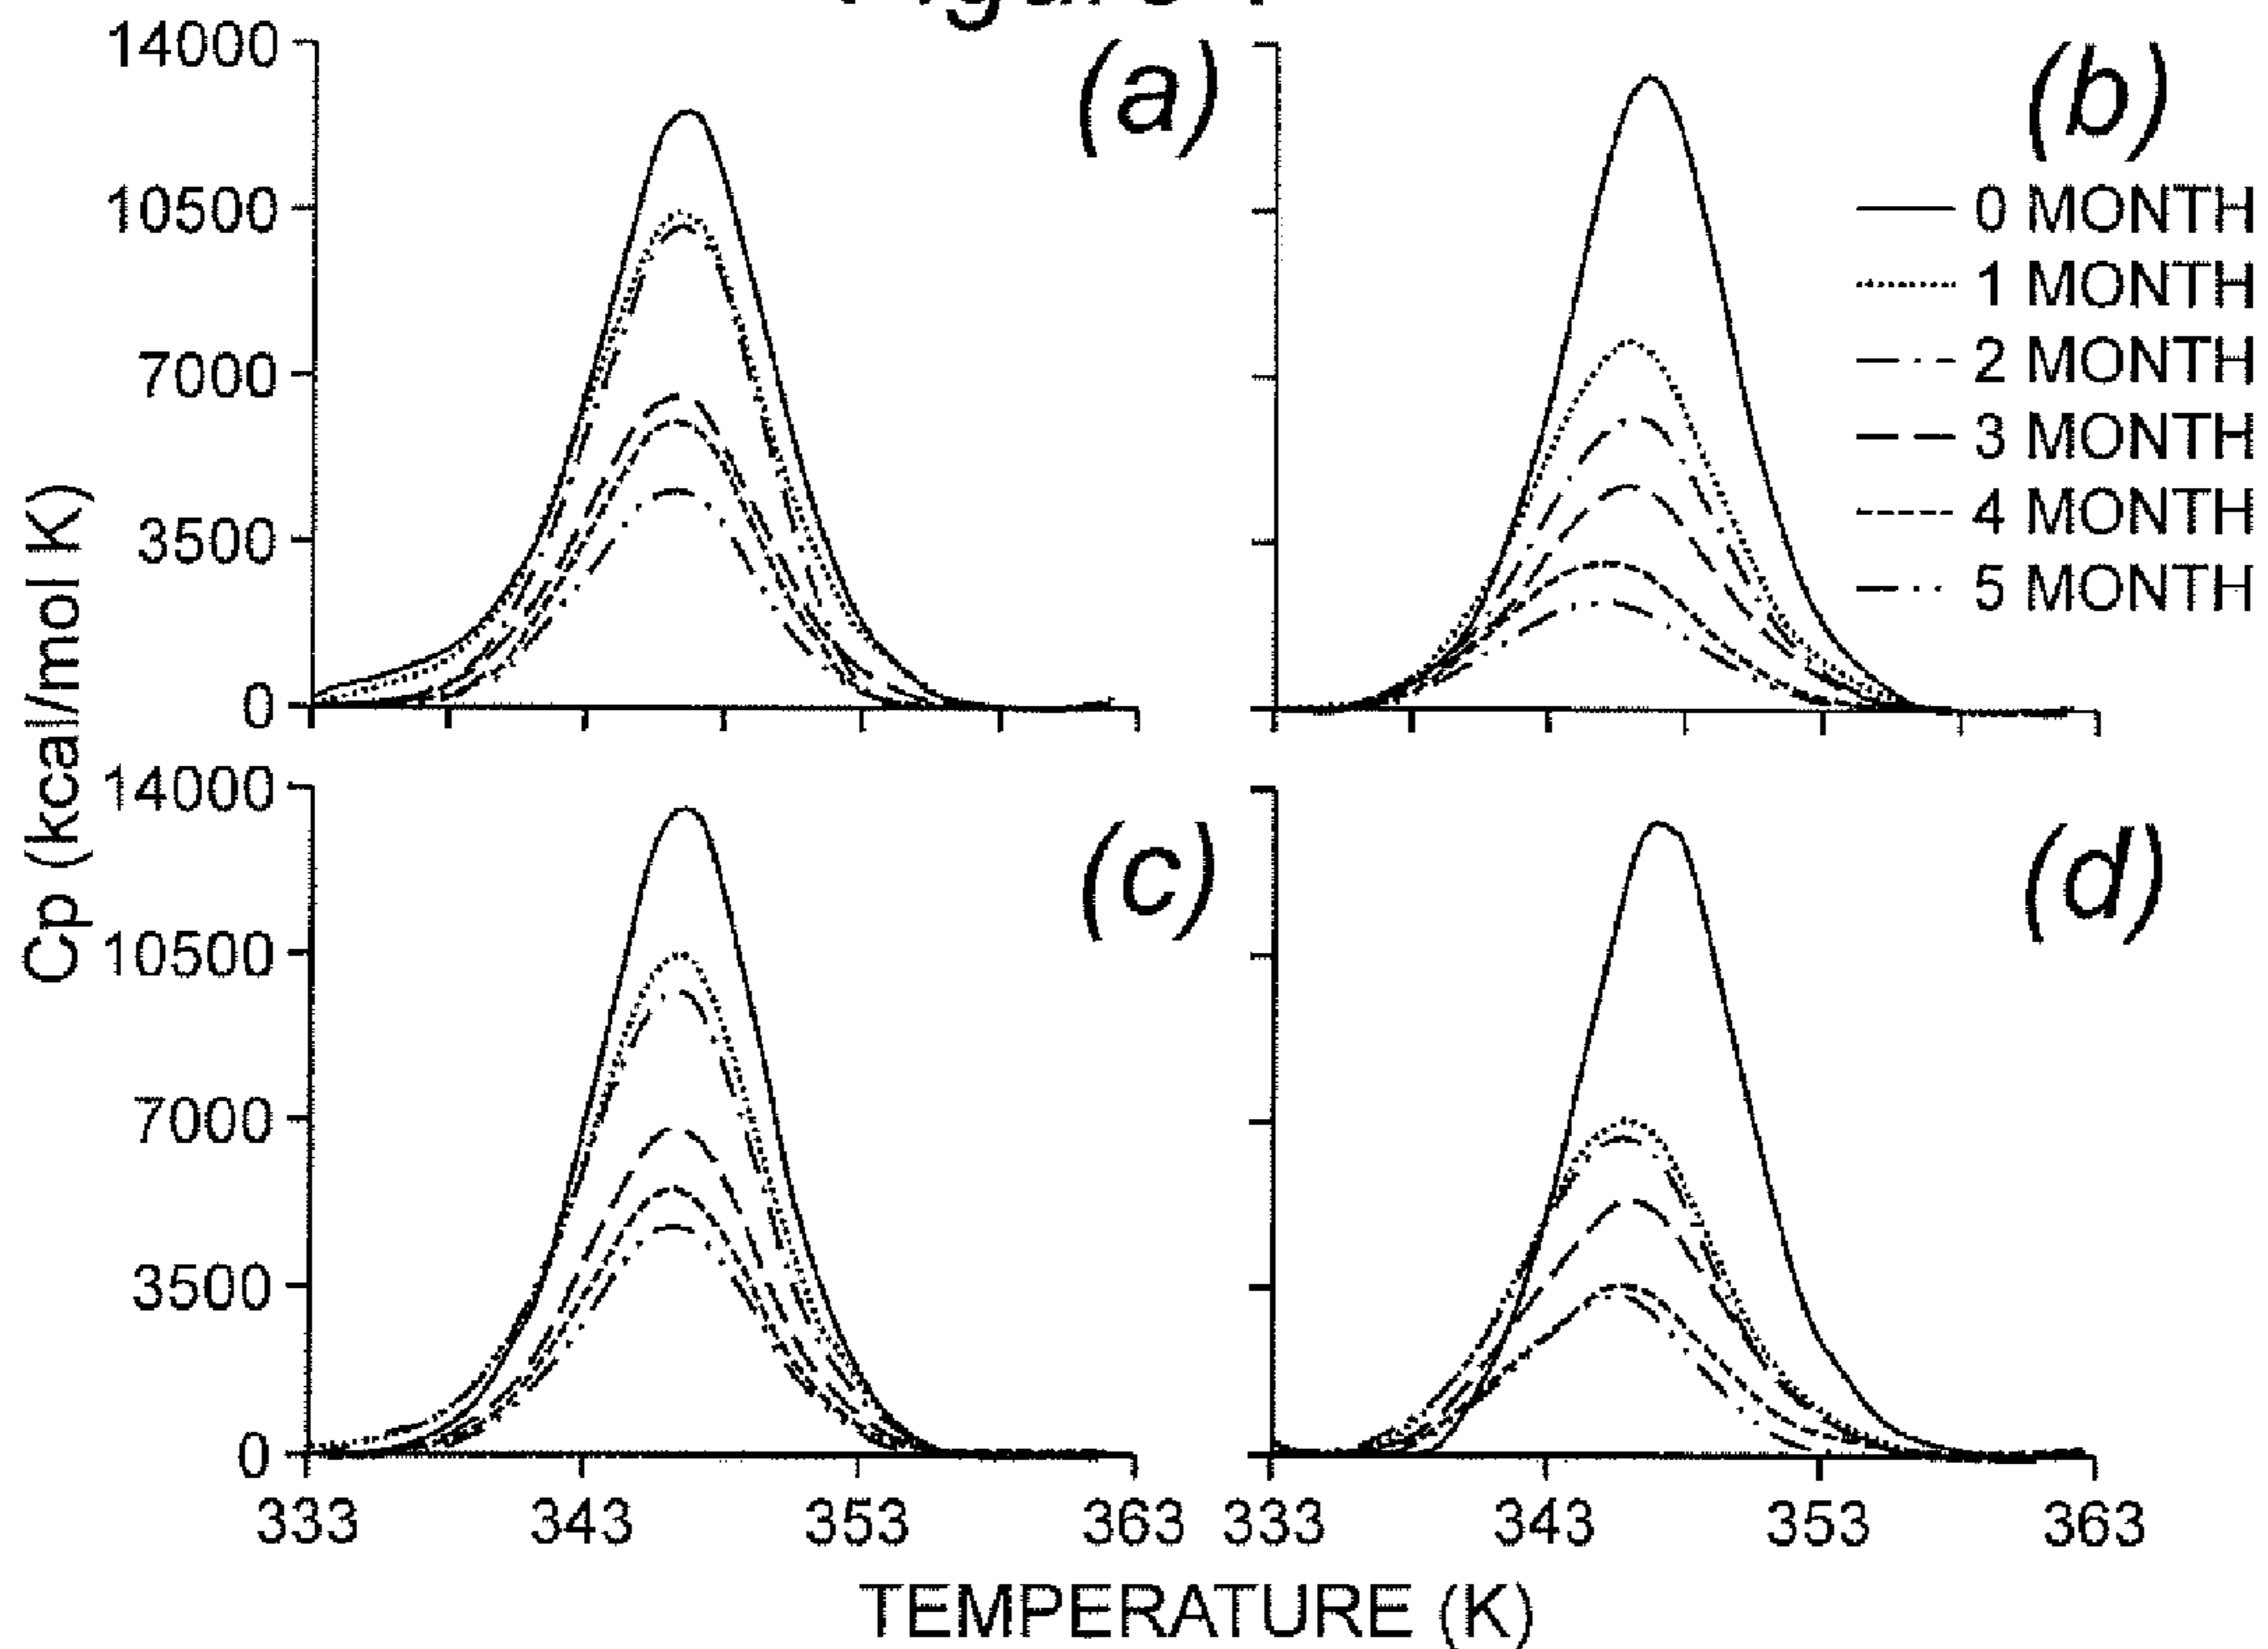 (a)
(b)
14000
10500
7000
3500
0
0 MONTH
1 MONTH
2 MONTH
3 MONTH
4 MONTH
5 MONTH
Cp (kcal/mol K)
(c)
(d)
14000
10500
7000
3500
0
333 343 353 363 333 343 353 363
TEMPERATURE (K)